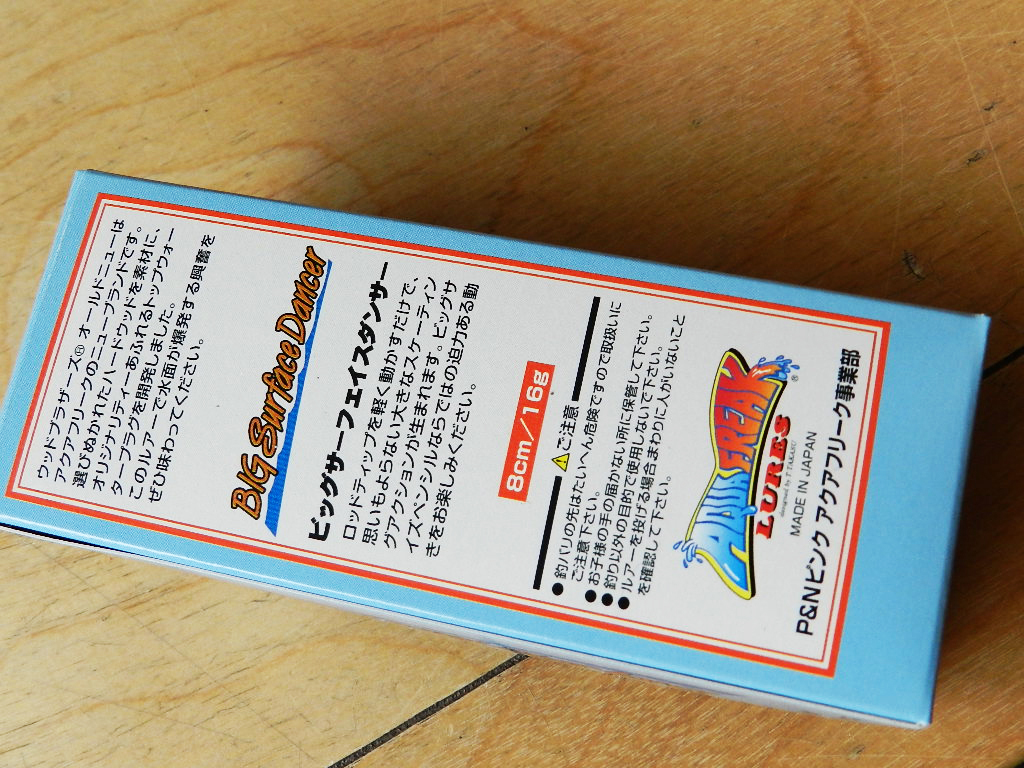 ウッドブラザーズ® オールドニューは
アクアフリークのニューブランドです。
選びぬかれたハードウッドを素材に、
オリジナリティーあふれるトップウォー
タープラグを開発しました。
このルアーで水面が爆発する興奮を
ぜひ味わってください。
BIG Surface Dancer
ビッグサーフェイスダンサー
ロッドティップを軽く動かすだけで、
思いもよらない大きなスケーティン
グアクションが生まれます。ビッグサ
イズペンシルならではの迫力ある動
きをお楽しみください。
8cm/16g
⚠ご注意
●釣バリの先はたいへん危険ですので取扱いに
ご注意下さい。
●お子様の手の届かない所に保管して下さい。
●釣り以外の目的で使用しないで下さい。
●ルアーを投げる場合まわりに人がいないこと
を確認して下さい。
AQUA FREAK
®
LURES
designed by T.TAKAKU
MADE IN JAPAN
P&Nピンク アクアフリーク事業部